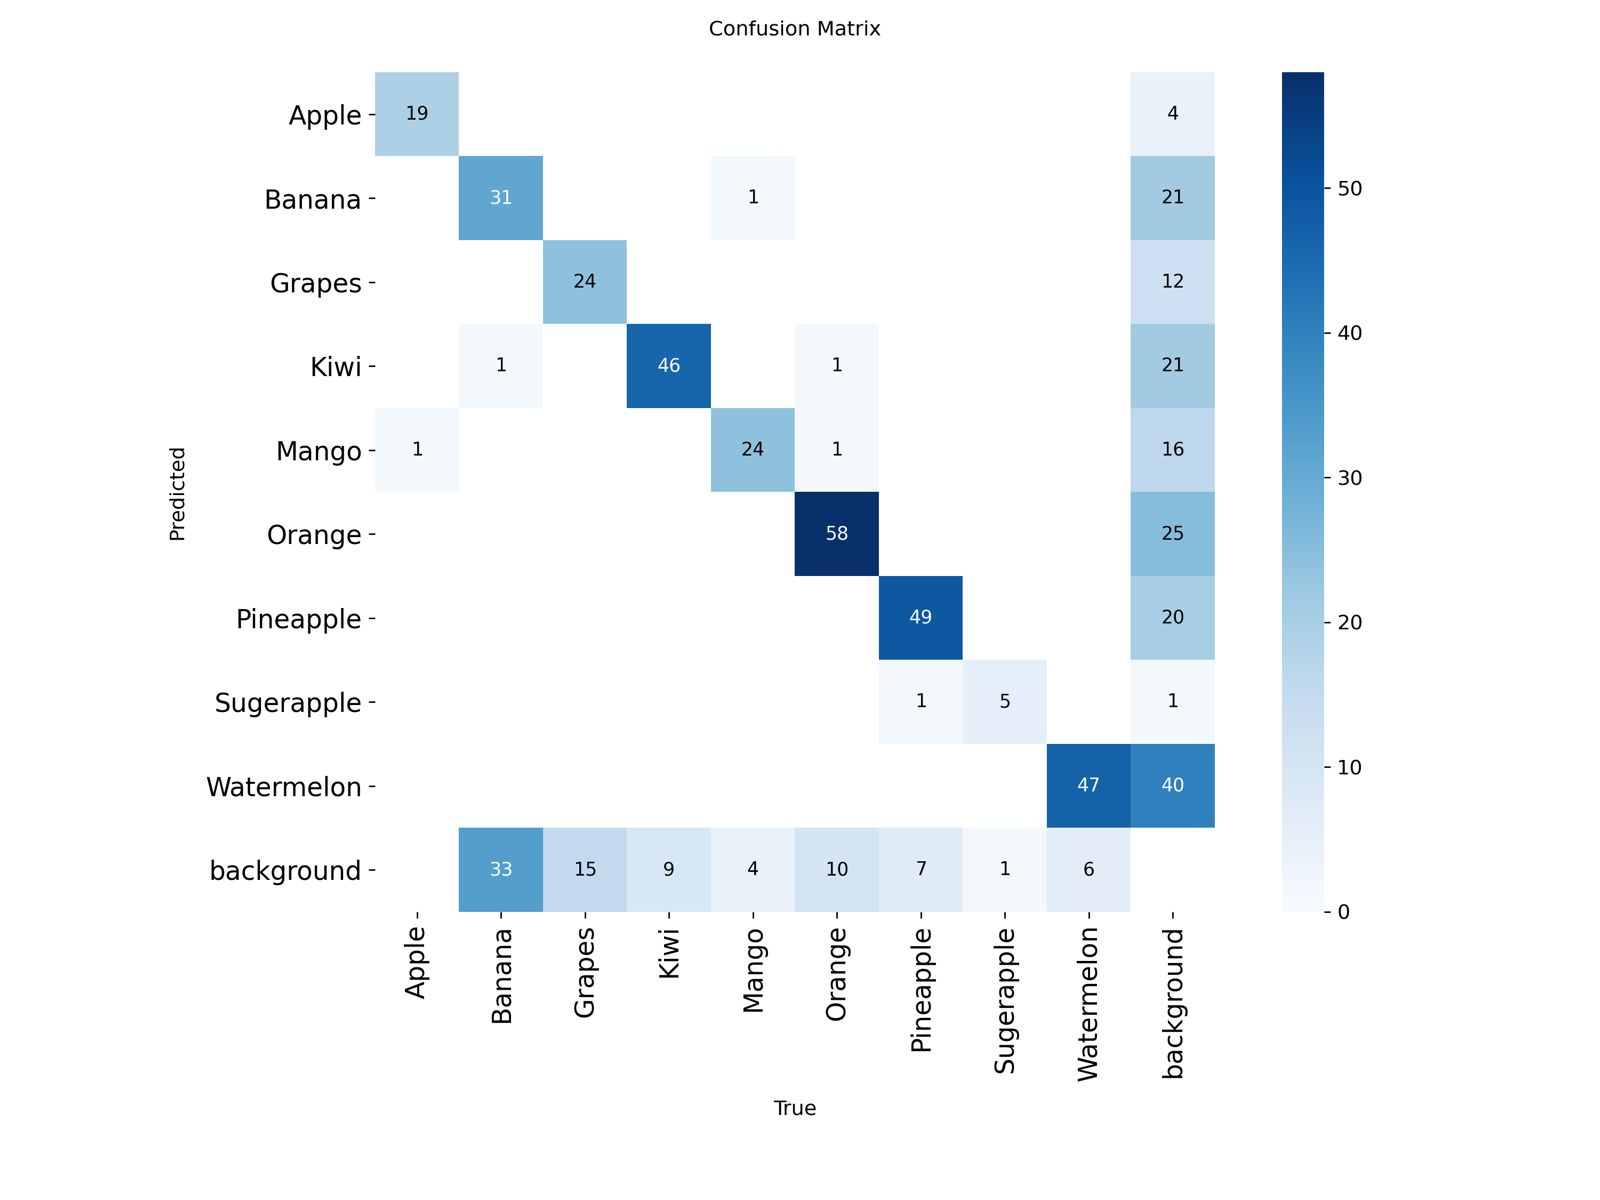 Confusion Matrix
Apple 19 4
Banana 31 1 21
50
Grapes 24 12
40
Kiwi 1 46 1 21
Mango 1 24 1 16
30
Predicted
Orange 58 25
Pineapple 49 20
20
Sugerapple 1 5 1
10
Watermelon 47 40
background 33 15 9 4 10 7 1 6
0
Apple Banana Grapes Kiwi Mango Orange Pineapple Sugerapple Watermelon background
True